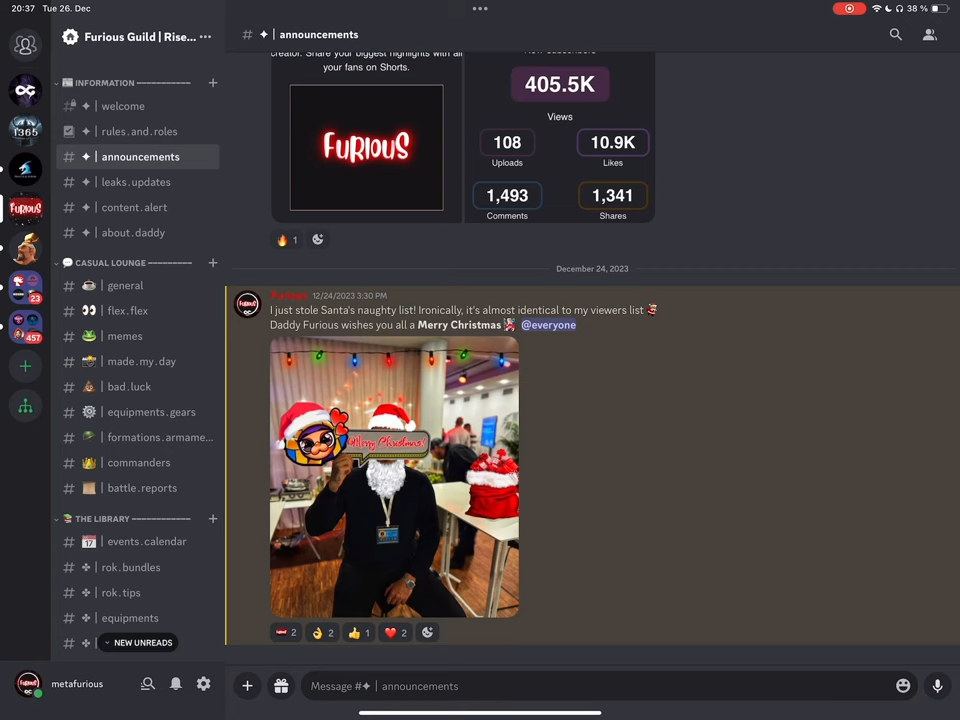 20:37 Tue 26. Dec
38 %
Furious Guild | Rise...
# ✦ | announcements
INFORMATION
✦ | welcome
✦ | rules.and.roles
✦ | announcements
✦ | leaks.updates
✦ | content.alert
✦ | about.daddy
CASUAL LOUNGE
| general
| flex.flex
| memes
| made.my.day
| bad.luck
| equipments.gears
| formations.armame...
| commanders
| battle.reports
THE LIBRARY
| events.calendar
| rok.bundles
| rok.tips
| equipments
NEW UNREADS
23
457
OG
1365
FURIOUS
metafurious
creator. Share your biggest highlights with all
your fans on Shorts.
FURIOUS
405.5K
Views
108
Uploads
10.9K
Likes
1,493
Comments
1,341
Shares
🔥 1
December 24, 2023
Furious 12/24/2023 3:30 PM
I just stole Santa's naughty list! Ironically, it's almost identical to my viewers list 🎅
Daddy Furious wishes you all a Merry Christmas @everyone
Merry Christmas!
2 👌 2 👍 1 ❤️ 2
Message #✦ | announcements